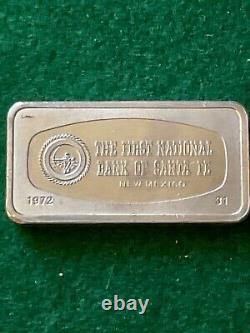 THE FIRST NATIONAL
BANK OF SANTA FE
NEW MEXICO
1972 31